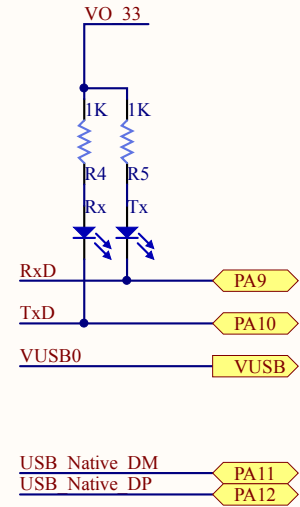 VO_33
1K 1K
R4 R5
Rx Tx
RxD PA9
TxD PA10
VUSB0 VUSB
USB_Native_DM PA11
USB_Native_DP PA12